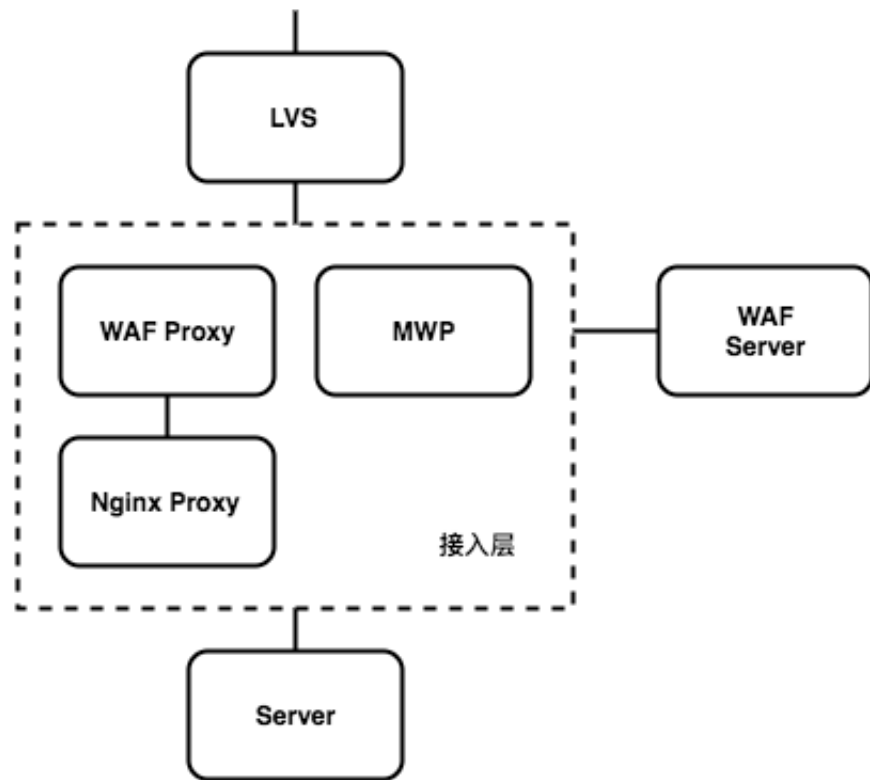 LVS
WAF Proxy
MWP
WAF
Server
Nginx Proxy
接入层
Server